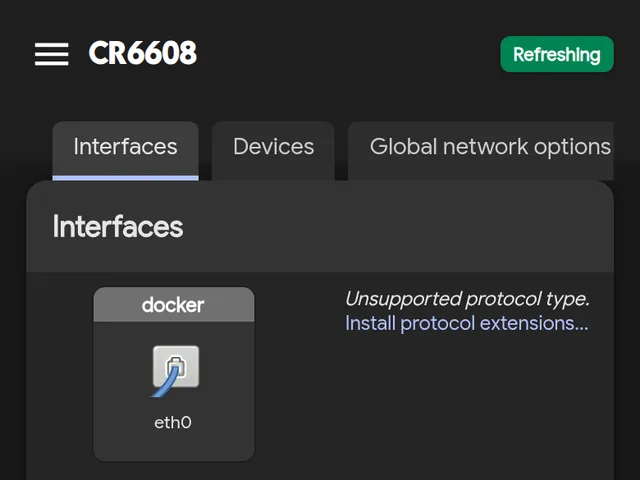 CR6608
Refreshing
Interfaces
Devices
Global network options
Interfaces
docker
eth0
Unsupported protocol type.
Install protocol extensions...